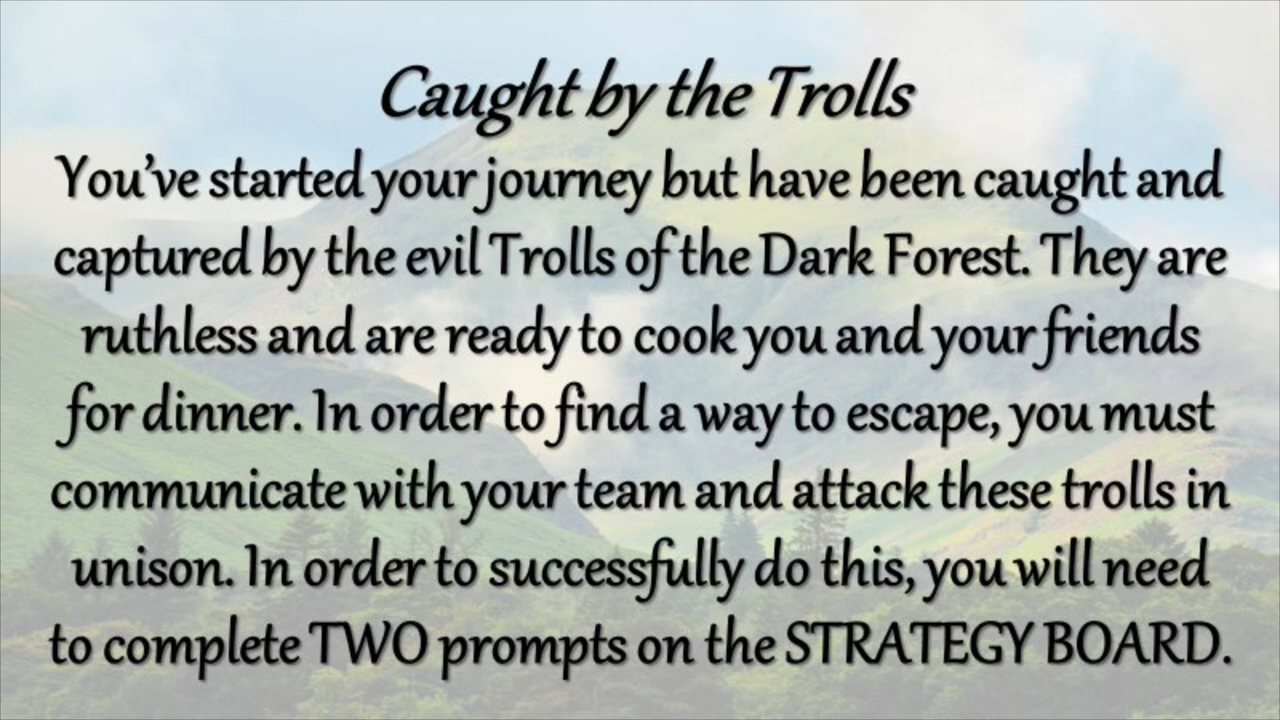 Caught by the Trolls
You’ve started your journey but have been caught and
captured by the evil Trolls of the Dark Forest. They are
ruthless and are ready to cook you and your friends
for dinner. In order to find a way to escape, you must
communicate with your team and attack these trolls in
unison. In order to successfully do this, you will need
to complete TWO prompts on the STRATEGY BOARD.